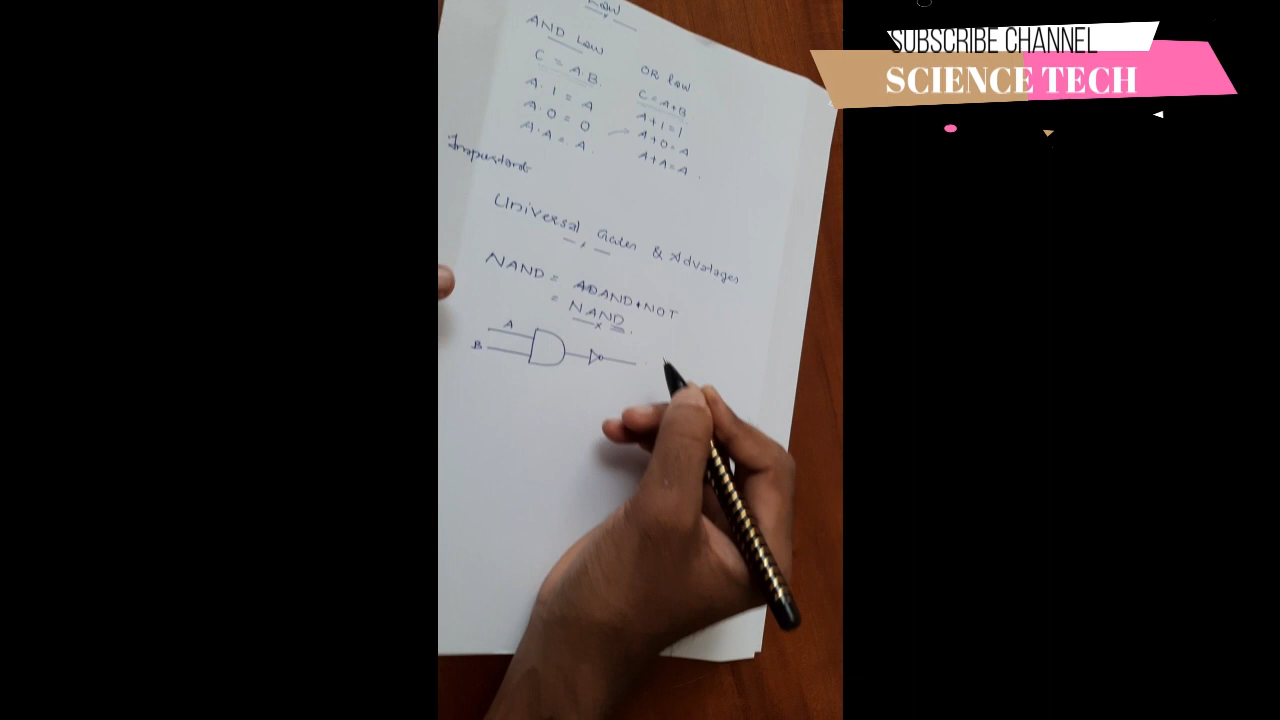 Law
AND Law
C = A.B.
A.1 = A
A.0 = 0
A.A = A.
OR law
C = A+B
A+1=1
A+0=A
A+A=A.
Important
Universal Gates & Advatages
NAND = AND+NOT
= NAND.
A
B
SUBSCRIBE CHANNEL
SCIENCE TECH